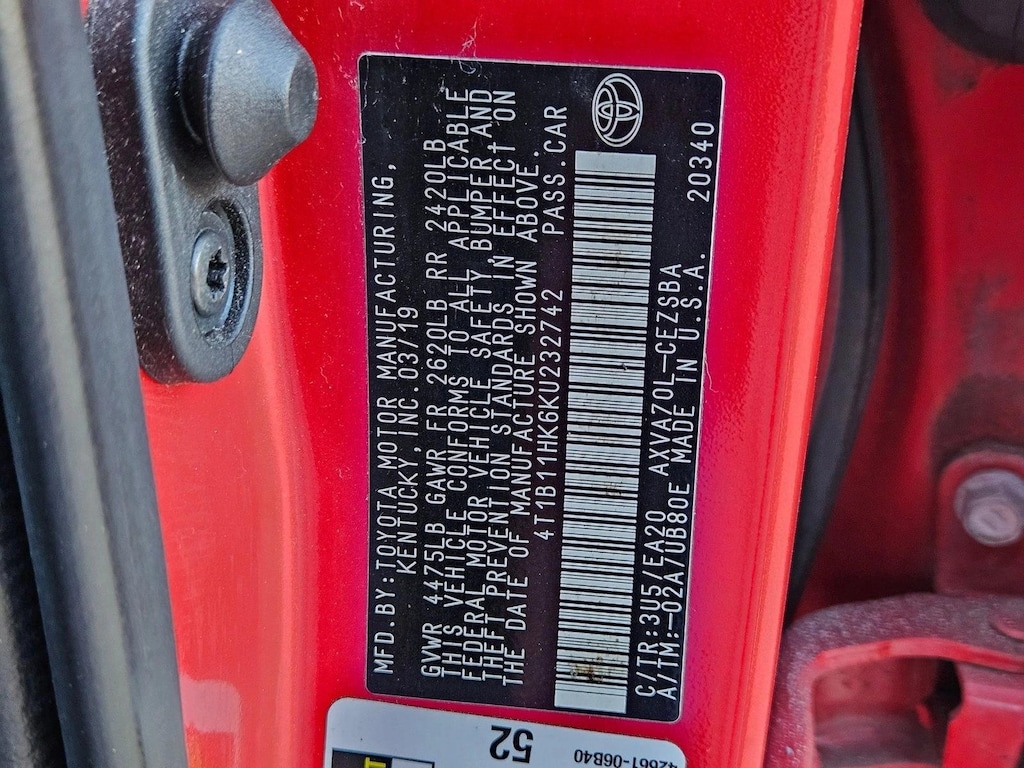 MFD.BY:TOYOTA MOTOR MANUFACTURING,
KENTUCKY,INC.03/19
GVWR 4475LB GAWR FR 2620LB RR 2420LB
THIS VEHICLE CONFORMS TO ALL APPLICABLE
FEDERAL MOTOR VEHICLE SAFETY,BUMPER,AND
THEFT PREVENTION STANDARDS IN EFFECT ON
THE DATE OF MANUFACTURE SHOWN ABOVE.
4T1B11HK6KU232742 PASS.CAR
C/TR:3U5/EA20 AXVA70L-CEZSBA
A/TM:-02A/UB80E MADE IN U.S.A. 20340
52
42661-06B40